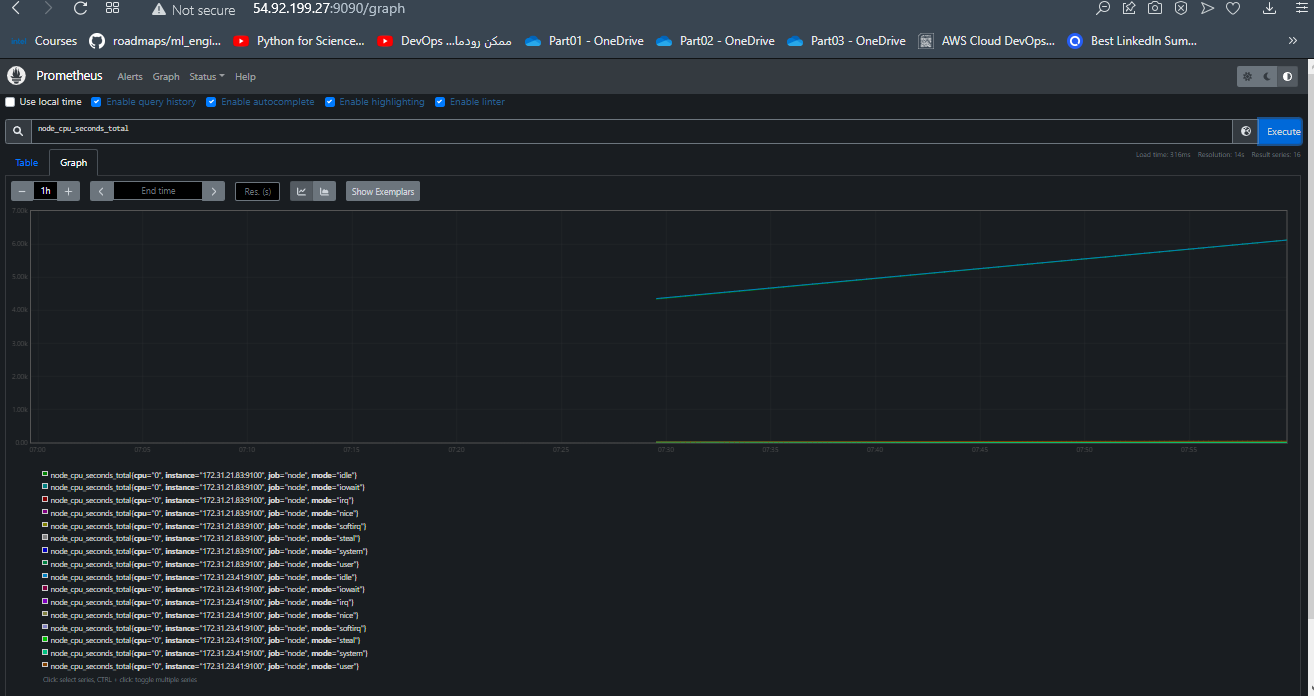 Not secure 54.92.199.27:9090/graph
Courses roadmaps/ml_engi... Python for Science... DevOps ...ممكن رودما Part01 - OneDrive Part02 - OneDrive Part03 - OneDrive AWS Cloud DevOps... Best LinkedIn Sum... »
Prometheus Alerts Graph Status Help
Use local time Enable query history Enable autocomplete Enable highlighting Enable linter
node_cpu_seconds_total Execute
Table Graph Load time: 316ms Resolution: 14s Result series: 16
− 1h + End time Res. (s) Show Exemplars
7.00k
6.00k
5.00k
4.00k
3.00k
2.00k
1.00k
0.00
07:00 07:05 07:10 07:15 07:20 07:25 07:30 07:35 07:40 07:45 07:50 07:55
node_cpu_seconds_total{cpu="0", instance="172.31.21.83:9100", job="node", mode="idle"}
node_cpu_seconds_total{cpu="0", instance="172.31.21.83:9100", job="node", mode="iowait"}
node_cpu_seconds_total{cpu="0", instance="172.31.21.83:9100", job="node", mode="irq"}
node_cpu_seconds_total{cpu="0", instance="172.31.21.83:9100", job="node", mode="nice"}
node_cpu_seconds_total{cpu="0", instance="172.31.21.83:9100", job="node", mode="softirq"}
node_cpu_seconds_total{cpu="0", instance="172.31.21.83:9100", job="node", mode="steal"}
node_cpu_seconds_total{cpu="0", instance="172.31.21.83:9100", job="node", mode="system"}
node_cpu_seconds_total{cpu="0", instance="172.31.21.83:9100", job="node", mode="user"}
node_cpu_seconds_total{cpu="0", instance="172.31.23.41:9100", job="node", mode="idle"}
node_cpu_seconds_total{cpu="0", instance="172.31.23.41:9100", job="node", mode="iowait"}
node_cpu_seconds_total{cpu="0", instance="172.31.23.41:9100", job="node", mode="irq"}
node_cpu_seconds_total{cpu="0", instance="172.31.23.41:9100", job="node", mode="nice"}
node_cpu_seconds_total{cpu="0", instance="172.31.23.41:9100", job="node", mode="softirq"}
node_cpu_seconds_total{cpu="0", instance="172.31.23.41:9100", job="node", mode="steal"}
node_cpu_seconds_total{cpu="0", instance="172.31.23.41:9100", job="node", mode="system"}
node_cpu_seconds_total{cpu="0", instance="172.31.23.41:9100", job="node", mode="user"}
Click: select series, CTRL + click: toggle multiple series